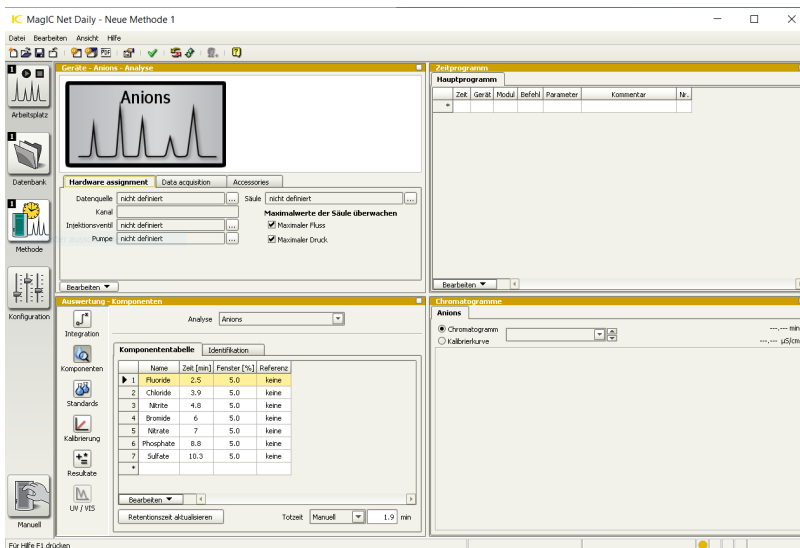 MagIC Net Daily - Neue Methode 1
Datei Bearbeiten Ansicht Hilfe
PDF
1
Arbeitsplatz
1
Datenbank
1
Methode
Konfiguration
Manuell
Geräte - Anions - Analyse
Anions
Hardware assignment Data acquisition Accessories
Datenquelle nicht definiert ... Säule nicht definiert ...
Kanal Maximalwerte der Säule überwachen
Injektionsventil nicht definiert ... Maximaler Fluss
Pumpe nicht definiert ... Maximaler Druck
Bearbeiten
Zeitprogramm
Hauptprogramm
Zeit Gerät Modul Befehl Parameter Kommentar Nr.
*
Bearbeiten
Auswertung - Komponenten
Integration
Komponenten
Standards
Kalibrierung
Resultate
UV / VIS
Analyse Anions
Komponententabelle Identifikation
Name Zeit [min] Fenster [%] Referenz
1 Fluoride 2.5 5.0 keine
2 Chloride 3.9 5.0 keine
3 Nitrite 4.8 5.0 keine
4 Bromide 6 5.0 keine
5 Nitrate 7 5.0 keine
6 Phosphate 8.8 5.0 keine
7 Sulfate 10.3 5.0 keine
*
Bearbeiten
Retentionszeit aktualisieren Totzeit Manuell 1.9 min
Chromatogramme
Anions
Chromatogramm ---.--- min
Kalibrierkurve ---.--- µS/cm
Für Hilfe F1 drücken